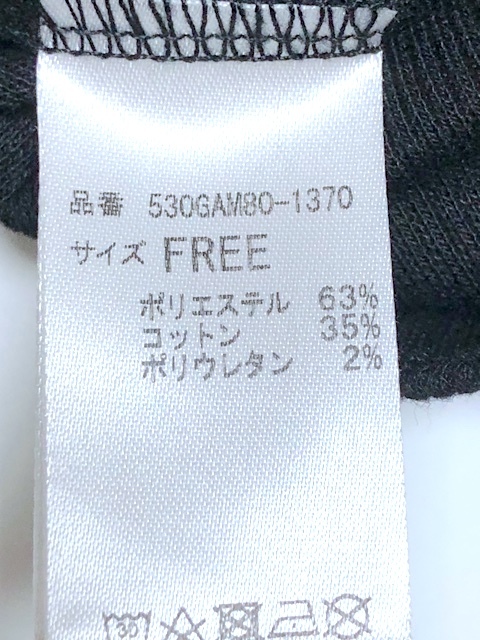 品番 530GAM80-1370
サイズ FREE
ポリエステル 63%
コットン 35%
ポリウレタン 2%
30